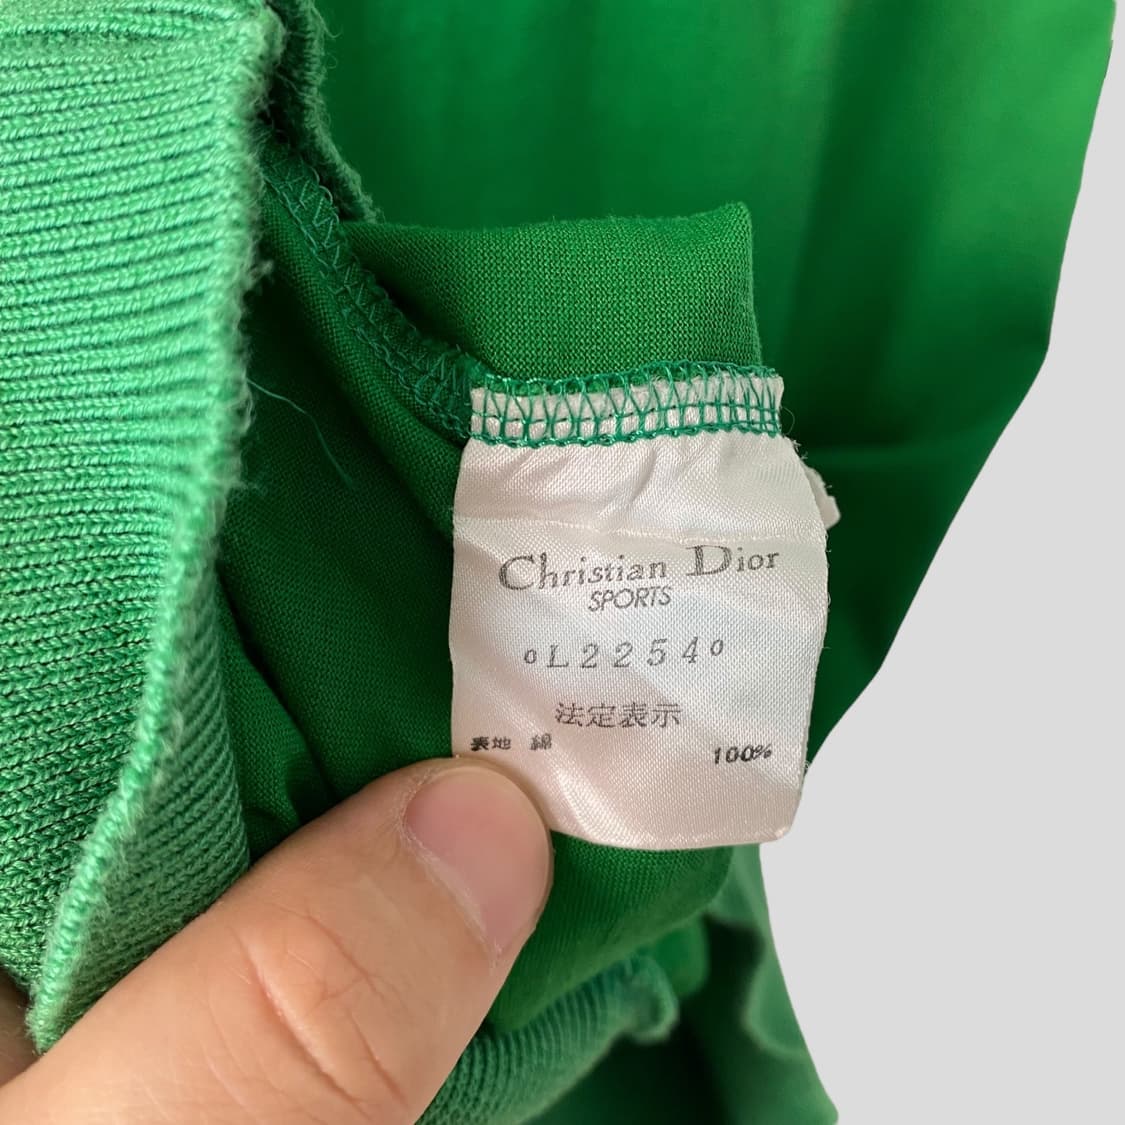 Christian Dior
SPORTS
oL2254o
法定表示
表地 綿 100%